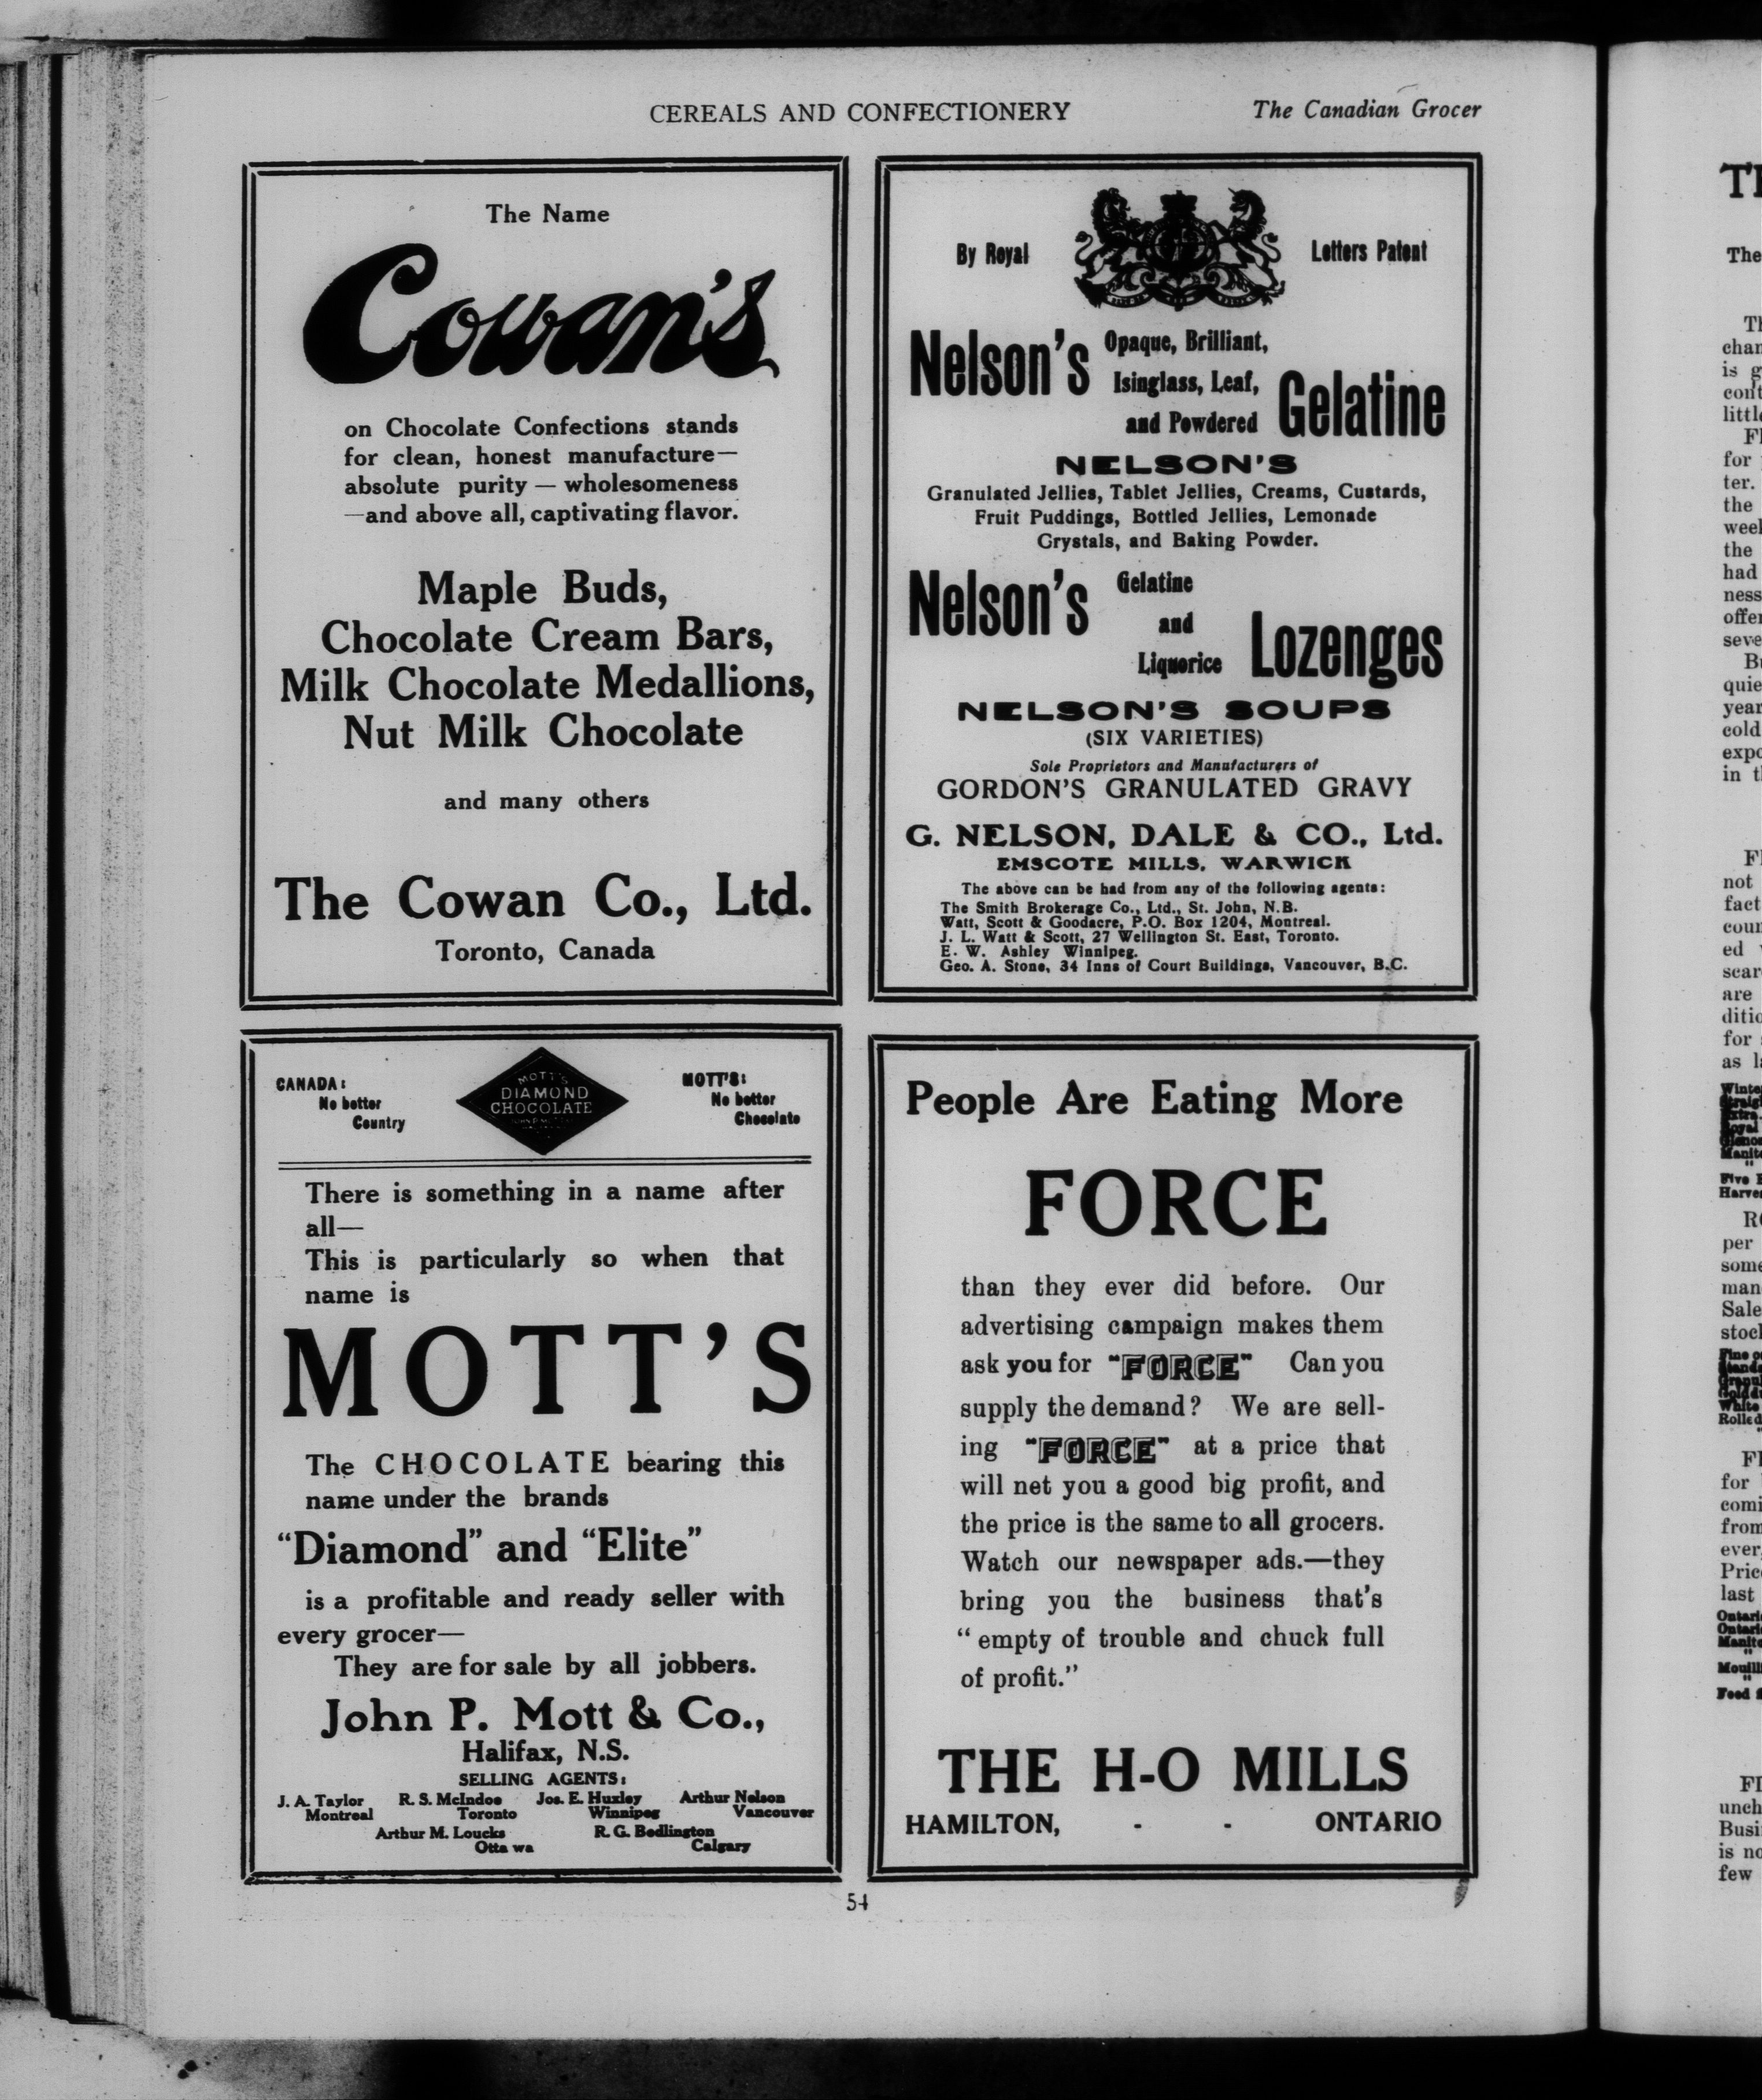 CEREALS AND CONFECTIONERY
The Canadian Grocer
The Name
Cowan's
on Chocolate Confections stands
for clean, honest manufacture—
absolute purity — wholesomeness
—and above all, captivating flavor.
Maple Buds,
Chocolate Cream Bars,
Milk Chocolate Medallions,
Nut Milk Chocolate
and many others
The Cowan Co., Ltd.
Toronto, Canada
By Royal
Letters Patent
Nelson's
Opaque, Brilliant,
Isinglass, Leaf,
and Powdered
Gelatine
NELSON'S
Granulated Jellies, Tablet Jellies, Creams, Custards,
Fruit Puddings, Bottled Jellies, Lemonade
Crystals, and Baking Powder.
Nelson's
Gelatine
and
Liquorice
Lozenges
NELSON'S SOUPS
(SIX VARIETIES)
Sole Proprietors and Manufacturers of
GORDON'S GRANULATED GRAVY
G. NELSON, DALE & CO., Ltd.
EMSCOTE MILLS, WARWICK
The above can be had from any of the following agents:
The Smith Brokerage Co., Ltd., St. John, N.B.
Watt, Scott & Goodacre, P.O. Box 1204, Montreal.
J. L. Watt & Scott, 27 Wellington St. East, Toronto.
E. W. Ashley Winnipeg.
Geo. A. Stone, 34 Inns of Court Buildings, Vancouver, B.C.
CANADA:
No better
Country
MOTT'S
DIAMOND
CHOCOLATE
MOTT'S:
No better
Chocolate
There is something in a name after
all—
This is particularly so when that
name is
MOTT'S
The CHOCOLATE bearing this
name under the brands
"Diamond" and "Elite"
is a profitable and ready seller with
every grocer—
They are for sale by all jobbers.
John P. Mott & Co.,
Halifax, N.S.
SELLING AGENTS:
J. A. Taylor R. S. McIndoe Jos. E. Huxley Arthur Nelson
Montreal Toronto Winnipeg Vancouver
Arthur M. Loucks R. G. Bedlington
Otta wa Calgary
People Are Eating More
FORCE
than they ever did before. Our
advertising campaign makes them
ask you for "FORCE" Can you
supply the demand? We are sell-
ing "FORCE" at a price that
will net you a good big profit, and
the price is the same to all grocers.
Watch our newspaper ads.—they
bring you the business that's
" empty of trouble and chuck full
of profit."
THE H-O MILLS
HAMILTON, - - ONTARIO
54